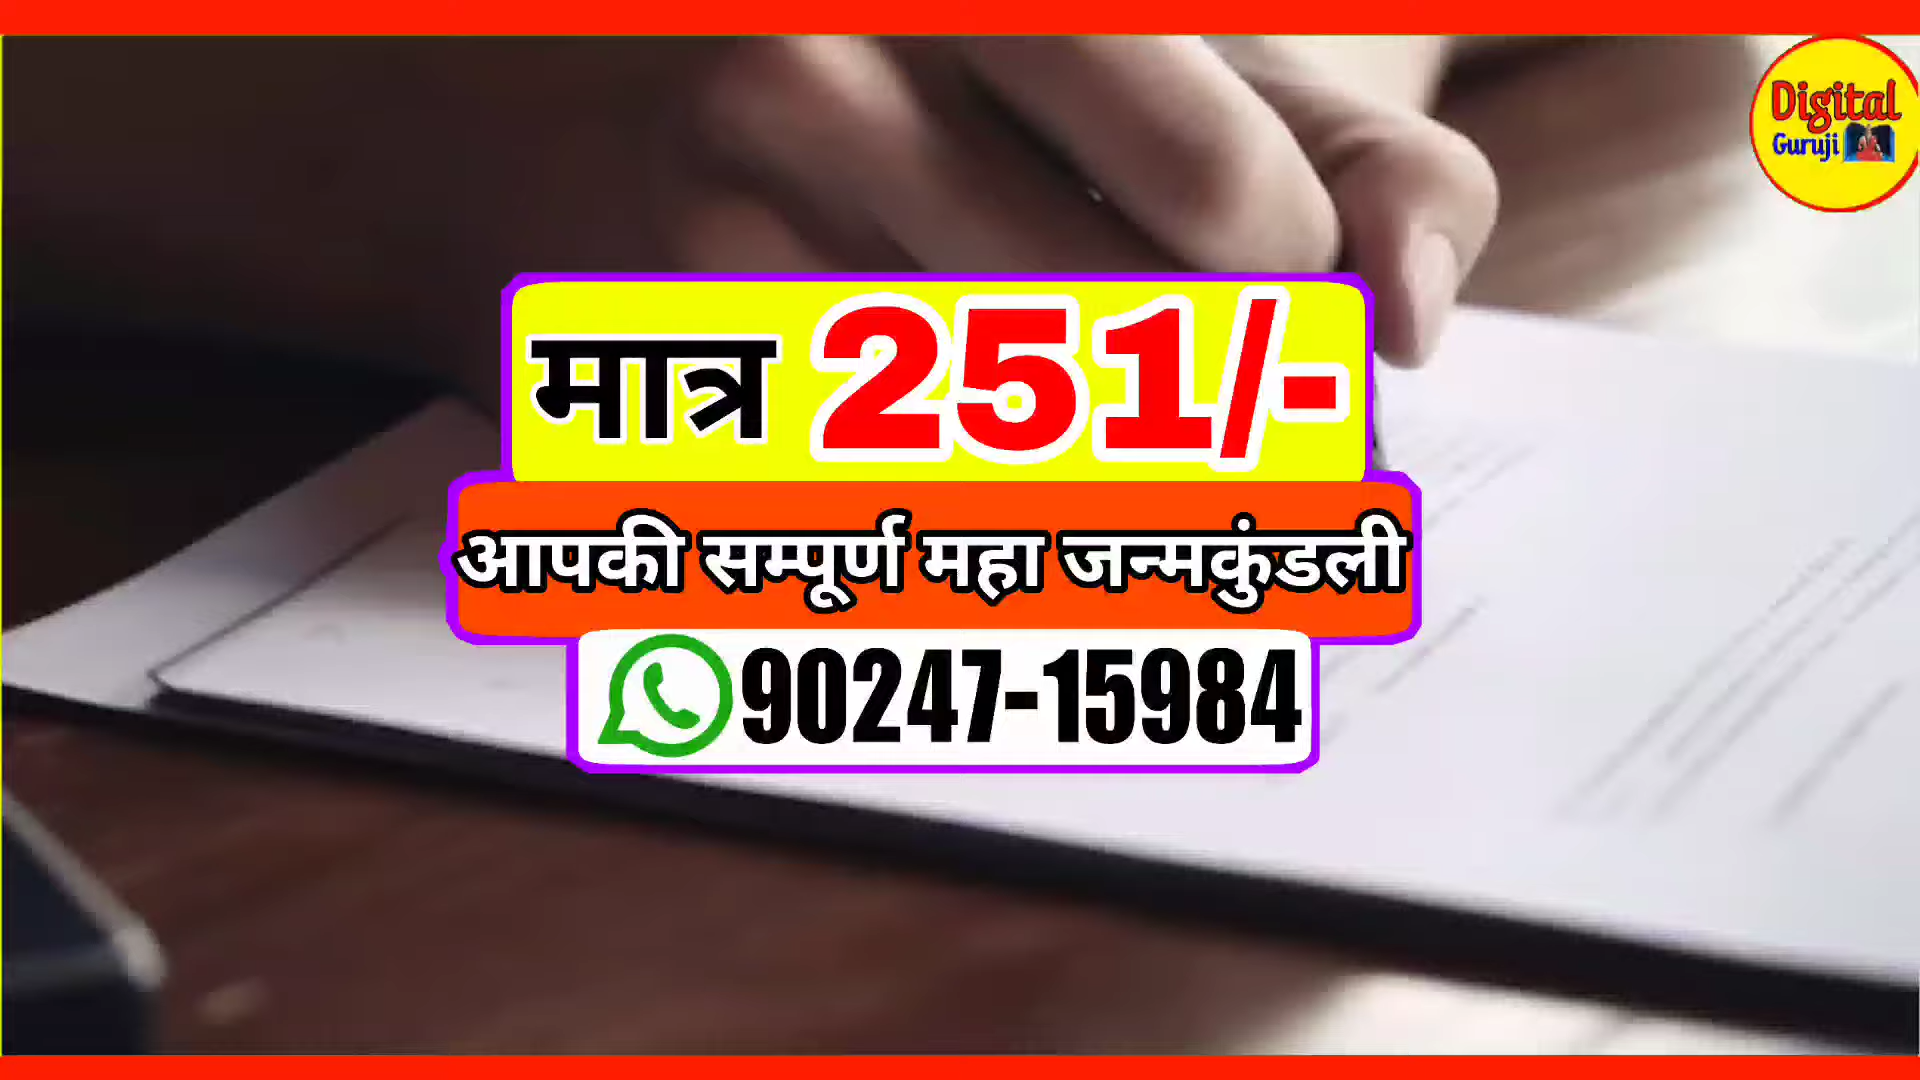 Digital
Guruji
मात्र 251/-
आपकी सम्पूर्ण महा जन्मकुंडली
90247-15984